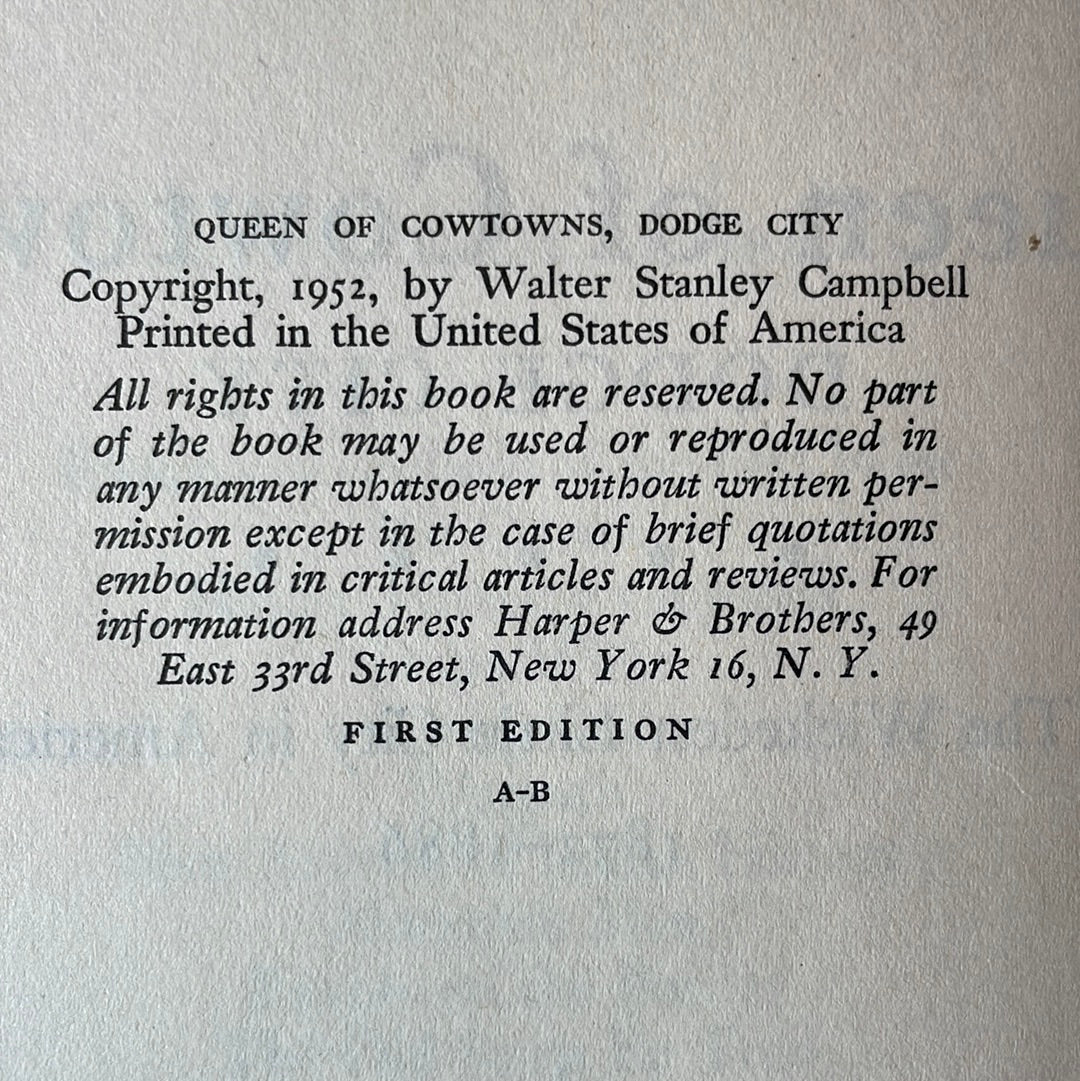 QUEEN OF COWTOWNS, DODGE CITY
Copyright, 1952, by Walter Stanley Campbell
Printed in the United States of America
All rights in this book are reserved. No part
of the book may be used or reproduced in
any manner whatsoever without written per-
mission except in the case of brief quotations
embodied in critical articles and reviews. For
information address Harper & Brothers, 49
East 33rd Street, New York 16, N. Y.
FIRST EDITION
A-B